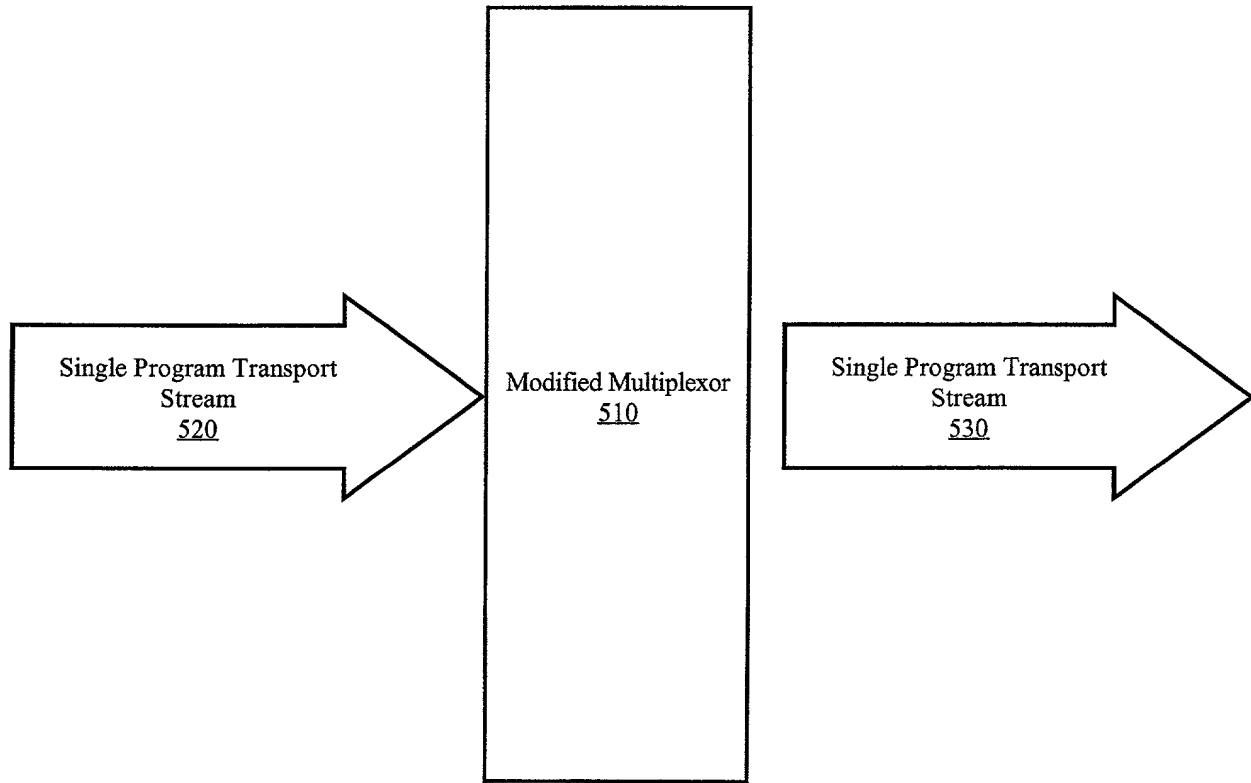 Single Program Transport
Stream
520
Modified Multiplexor
510
Single Program Transport
Stream
530